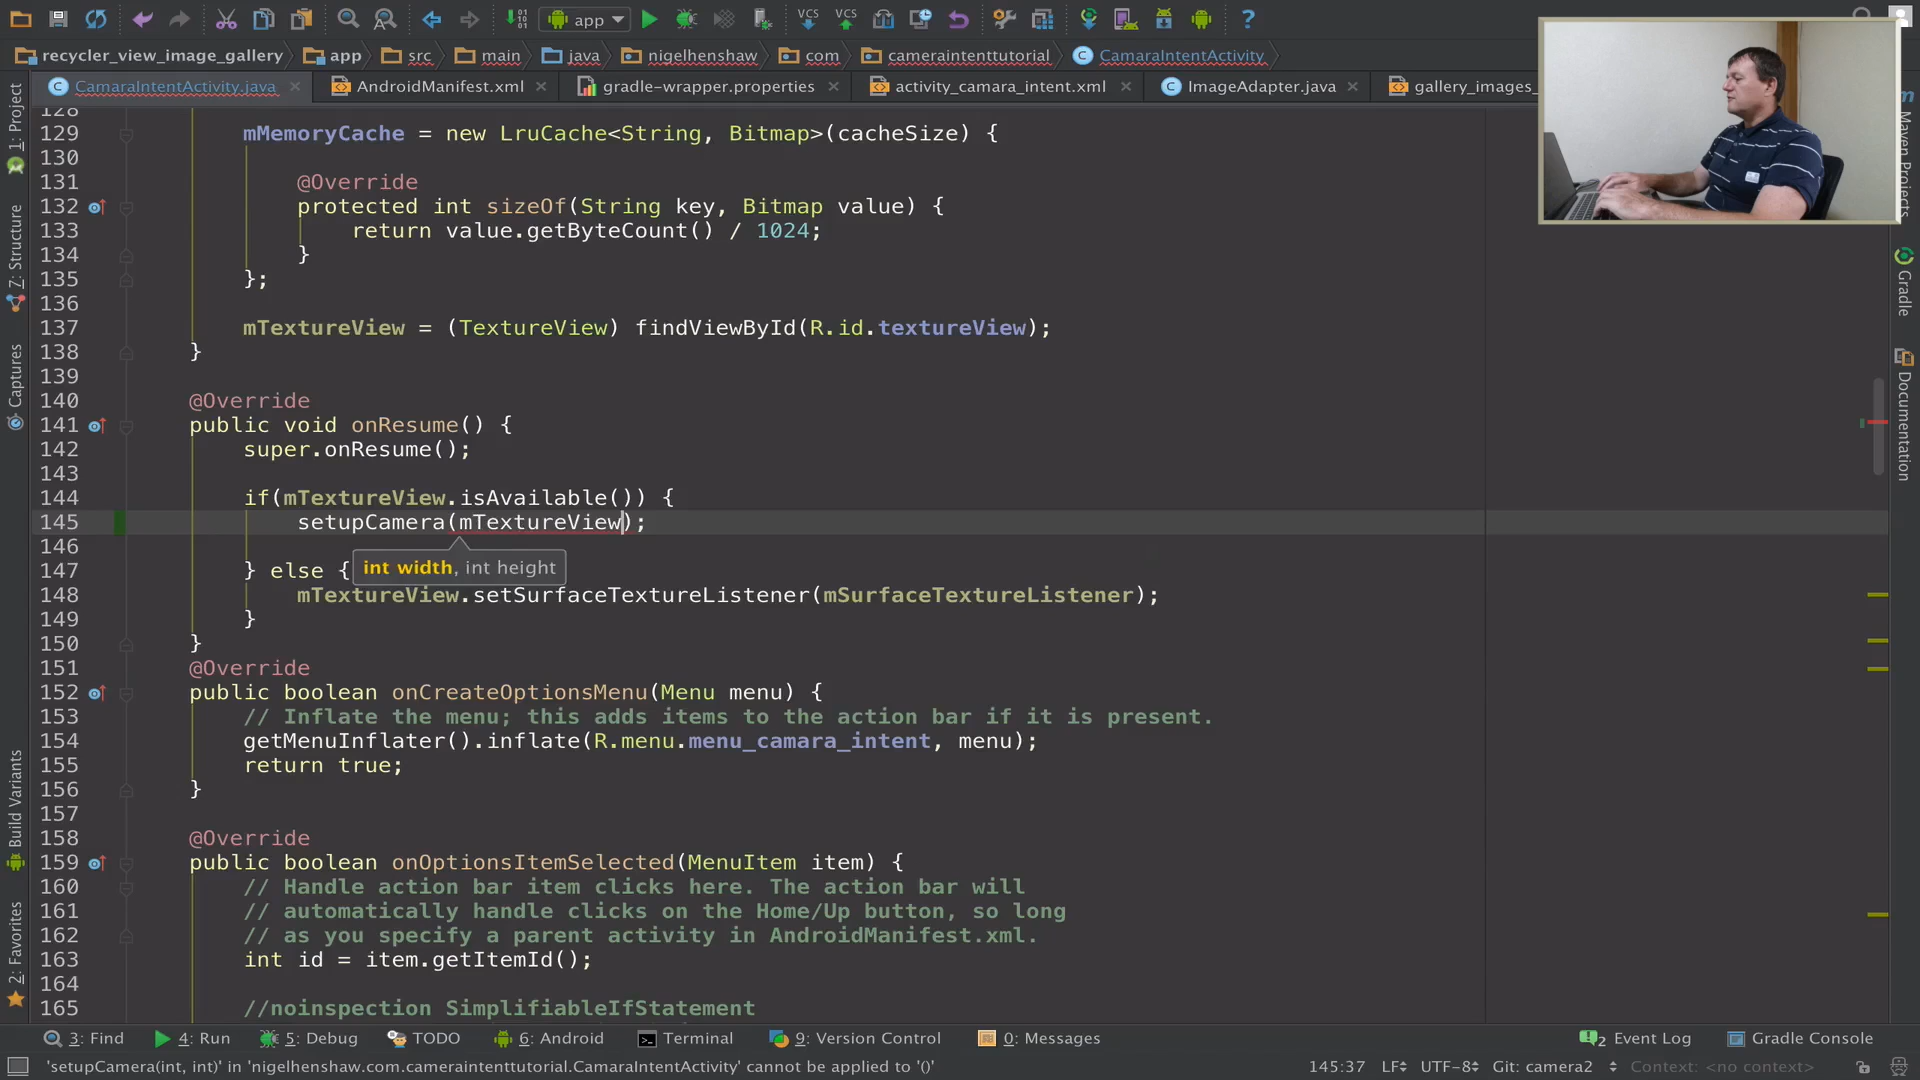 app
VCS
VCS
recycler_view_image_gallery
app
src
main
java
nigelhenshaw
com
cameraintenttutorial
CamaraIntentActivity
CamaraIntentActivity.java
AndroidManifest.xml
gradle-wrapper.properties
activity_camara_intent.xml
ImageAdapter.java
gallery_images_
1: Project
7: Structure
Captures
Build Variants
2: Favorites
Maven Projects
Gradle
Documentation
128
129 mMemoryCache = new LruCache<String, Bitmap>(cacheSize) {
130
131 @Override
132 protected int sizeOf(String key, Bitmap value) {
133 return value.getByteCount() / 1024;
134 }
135 };
136
137 mTextureView = (TextureView) findViewById(R.id.textureView);
138 }
139
140 @Override
141 public void onResume() {
142 super.onResume();
143
144 if(mTextureView.isAvailable()) {
145 setupCamera(mTextureView);
146
int width, int height
147 } else {
148 mTextureView.setSurfaceTextureListener(mSurfaceTextureListener);
149 }
150 }
151 @Override
152 public boolean onCreateOptionsMenu(Menu menu) {
153 // Inflate the menu; this adds items to the action bar if it is present.
154 getMenuInflater().inflate(R.menu.menu_camara_intent, menu);
155 return true;
156 }
157
158 @Override
159 public boolean onOptionsItemSelected(MenuItem item) {
160 // Handle action bar item clicks here. The action bar will
161 // automatically handle clicks on the Home/Up button, so long
162 // as you specify a parent activity in AndroidManifest.xml.
163 int id = item.getItemId();
164
165 //noinspection SimplifiableIfStatement
3: Find
4: Run
5: Debug
TODO
6: Android
Terminal
9: Version Control
0: Messages
2 Event Log
Gradle Console
'setupCamera(int, int)' in 'nigelhenshaw.com.cameraintenttutorial.CamaraIntentActivity' cannot be applied to '()'
145:37 LF UTF-8 Git: camera2 Context: <no context>